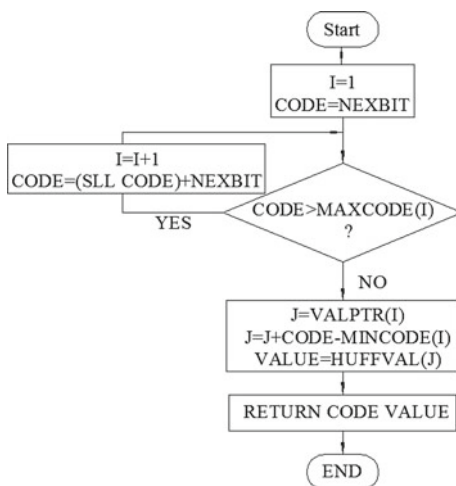 Start
I=1
CODE=NEXBIT
I=I+1
CODE=(SLL CODE)+NEXBIT
YES
CODE>MAXCODE(I)
?
NO
J=VALPTR(I)
J=J+CODE-MINCODE(I)
VALUE=HUFFVAL(J)
RETURN CODE VALUE
END